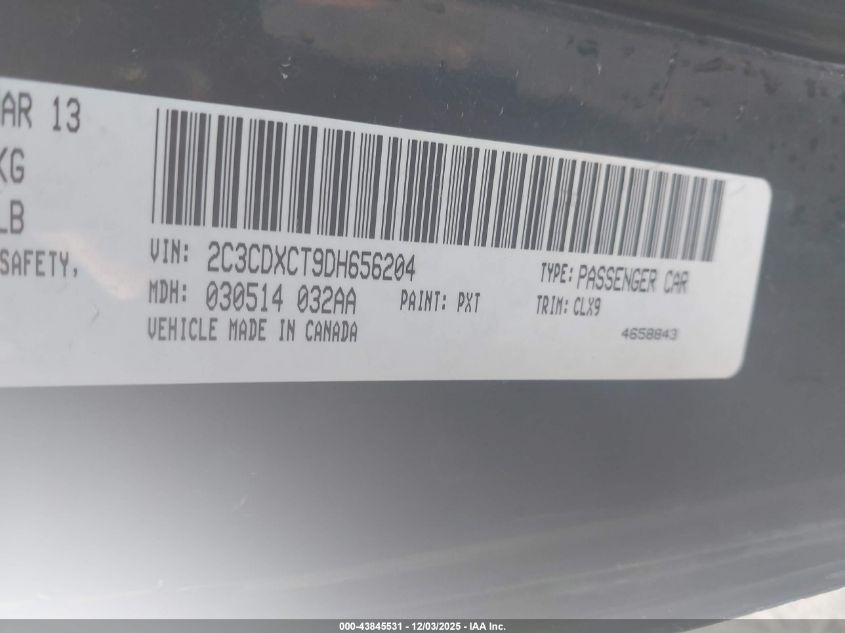 AR 13
KG
LB
SAFETY,
VIN: 2C3CDXCT9DH656204
TYPE: PASSENGER CAR
MDH: 030514 032AA
PAINT: PXT
TRIM: CLX9
VEHICLE MADE IN CANADA
4658843
000-43845531 - 12/03/2025 - IAA Inc.